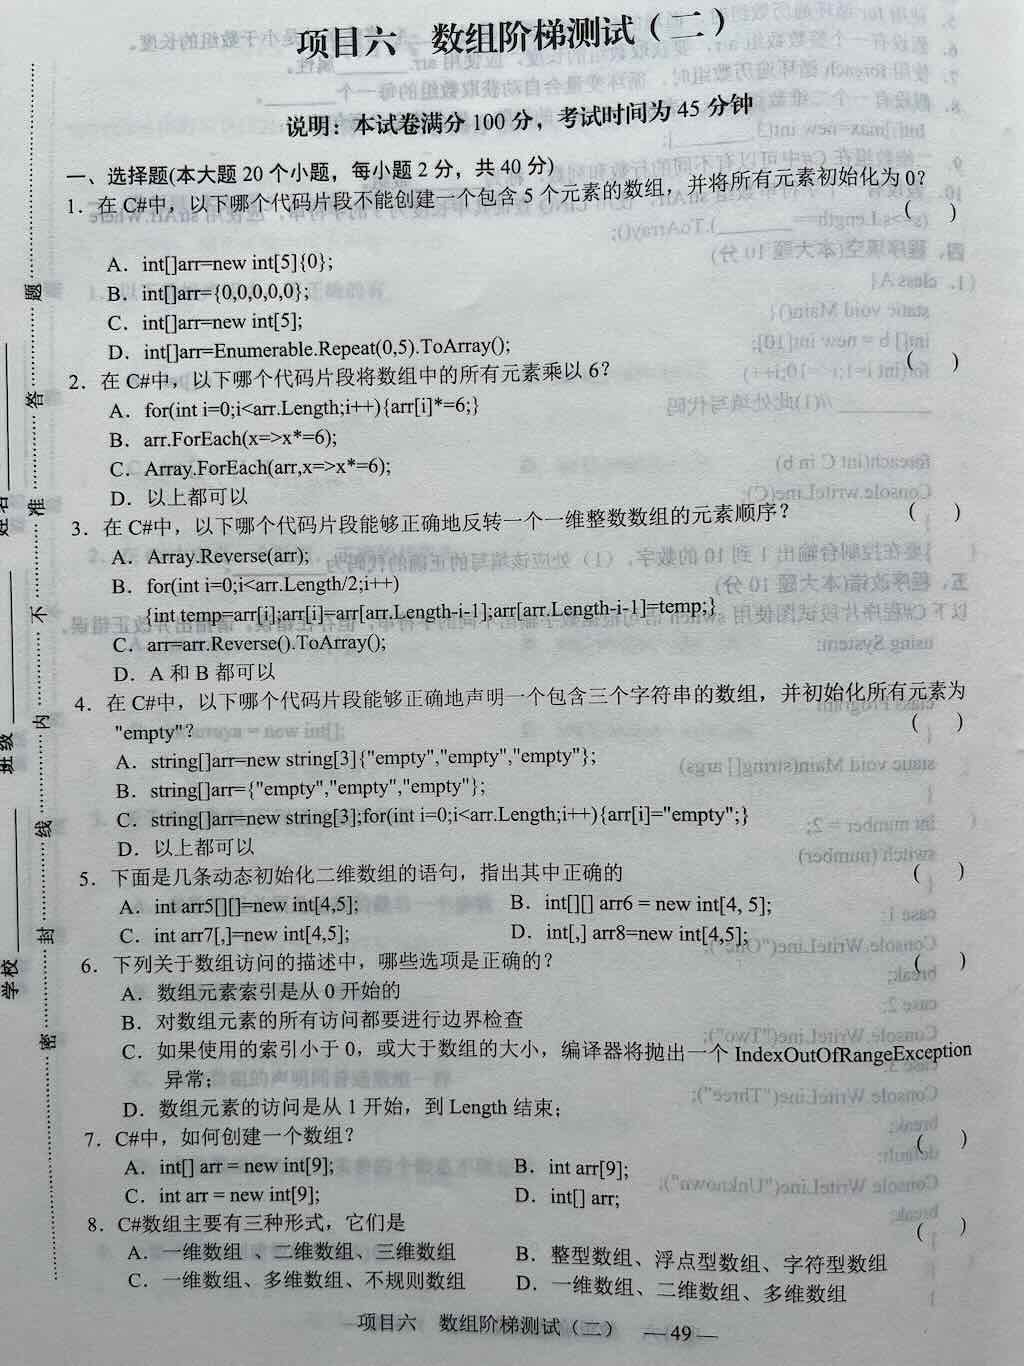 项目六　数组阶梯测试（二）
说明：本试卷满分 100 分，考试时间为 45 分钟
一、选择题(本大题 20 个小题，每小题 2 分，共 40 分)
1．在 C#中，以下哪个代码片段不能创建一个包含 5 个元素的数组，并将所有元素初始化为 0？
（　）
A．int[]arr=new int[5]{0};
B．int[]arr={0,0,0,0,0};
C．int[]arr=new int[5];
D．int[]arr=Enumerable.Repeat(0,5).ToArray();
2．在 C#中，以下哪个代码片段将数组中的所有元素乘以 6？　（　）
A．for(int i=0;i<arr.Length;i++){arr[i]*=6;}
B．arr.ForEach(x=>x*=6);
C．Array.ForEach(arr,x=>x*=6);
D．以上都可以
3．在 C#中，以下哪个代码片段能够正确地反转一个一维整数数组的元素顺序？　（　）
A．Array.Reverse(arr);
B．for(int i=0;i<arr.Length/2;i++)
{int temp=arr[i];arr[i]=arr[arr.Length-i-1];arr[arr.Length-i-1]=temp;}
C．arr=arr.Reverse().ToArray();
D．A 和 B 都可以
4．在 C#中，以下哪个代码片段能够正确地声明一个包含三个字符串的数组，并初始化所有元素为
"empty"？　（　）
A．string[]arr=new string[3]{"empty","empty","empty"};
B．string[]arr={"empty","empty","empty"};
C．string[]arr=new string[3];for(int i=0;i<arr.Length;i++){arr[i]="empty";}
D．以上都可以
5．下面是几条动态初始化二维数组的语句，指出其中正确的　（　）
A．int arr5[][]=new int[4,5];　B．int[][] arr6 = new int[4, 5];
C．int arr7[,]=new int[4,5];　D．int[,] arr8=new int[4,5];
6．下列关于数组访问的描述中，哪些选项是正确的？　（　）
A．数组元素索引是从 0 开始的
B．对数组元素的所有访问都要进行边界检查
C．如果使用的索引小于 0，或大于数组的大小，编译器将抛出一个 IndexOutOfRangeException
异常；
D．数组元素的访问是从 1 开始，到 Length 结束；
7．C#中，如何创建一个数组？　（　）
A．int[] arr = new int[9];　B．int arr[9];
C．int arr = new int[9];　D．int[] arr;
8．C#数组主要有三种形式，它们是　（　）
A．一维数组 、二维数组、三维数组　B．整型数组、浮点型数组、字符型数组
C．一维数组、多维数组、不规则数组　D．一维数组、二维数组、多维数组
项目六　数组阶梯测试（二）　—49—
学校　班级　姓名
密　封　线　内　不　准　答　题